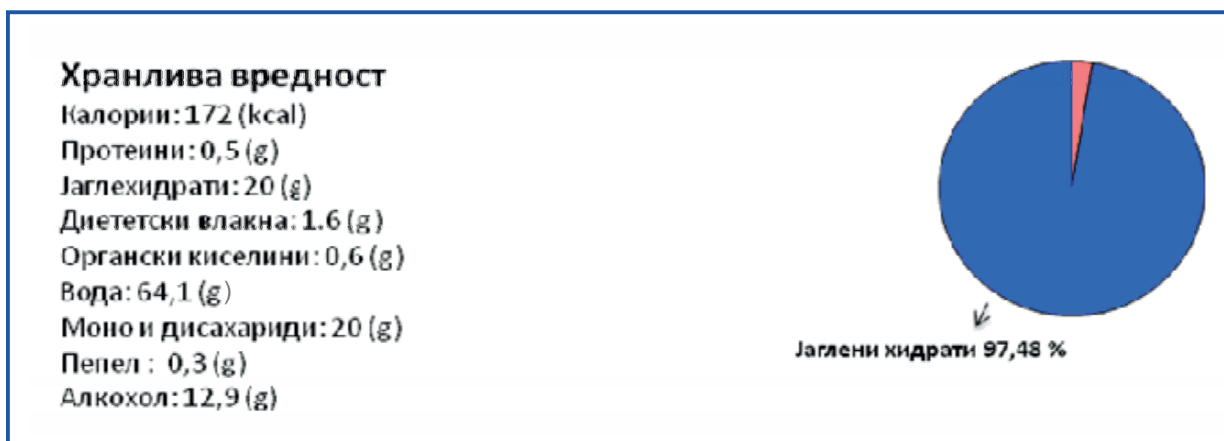 Хранлива вредност
Калории: 172 (kcal)
Протеини: 0,5 (g)
Јаглехидрати: 20 (g)
Диететски влакна: 1.6 (g)
Органски киселини: 0,6 (g)
Вода: 64,1 (g)
Моно и дисахариди: 20 (g)
Пепел : 0,3 (g)
Алкохол: 12,9 (g)
Јаглени хидрати 97,48 %